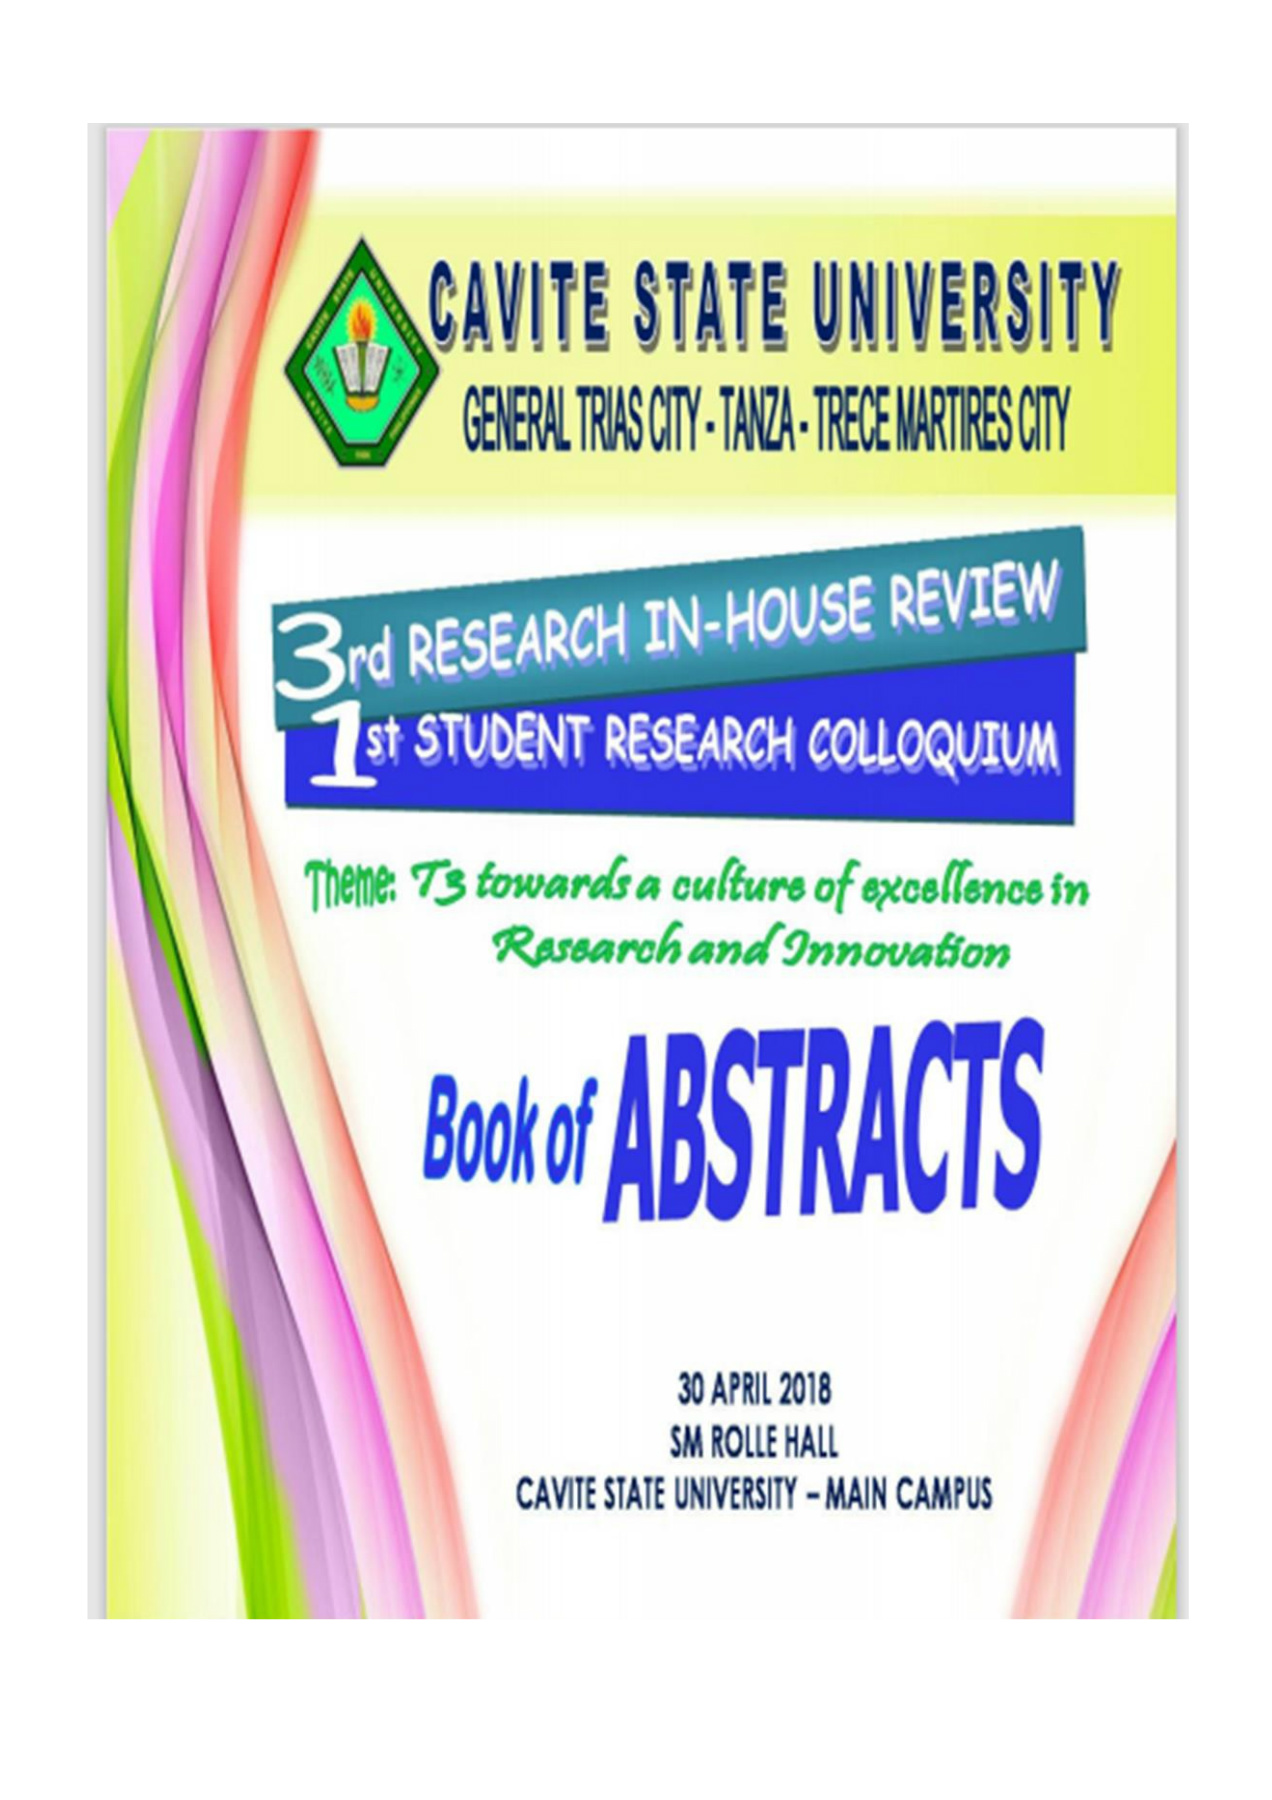 CAVITE STATE UNIVERSITY
GENERAL TRIAS CITY - TANZA - TRECE MARTIRES CITY
3rd RESEARCH IN-HOUSE REVIEW
1st STUDENT RESEARCH COLLOQUIUM
Theme: T3 towards a culture of excellence in
Research and Innovation
Book of ABSTRACTS
30 APRIL 2018
SM ROLLE HALL
CAVITE STATE UNIVERSITY – MAIN CAMPUS